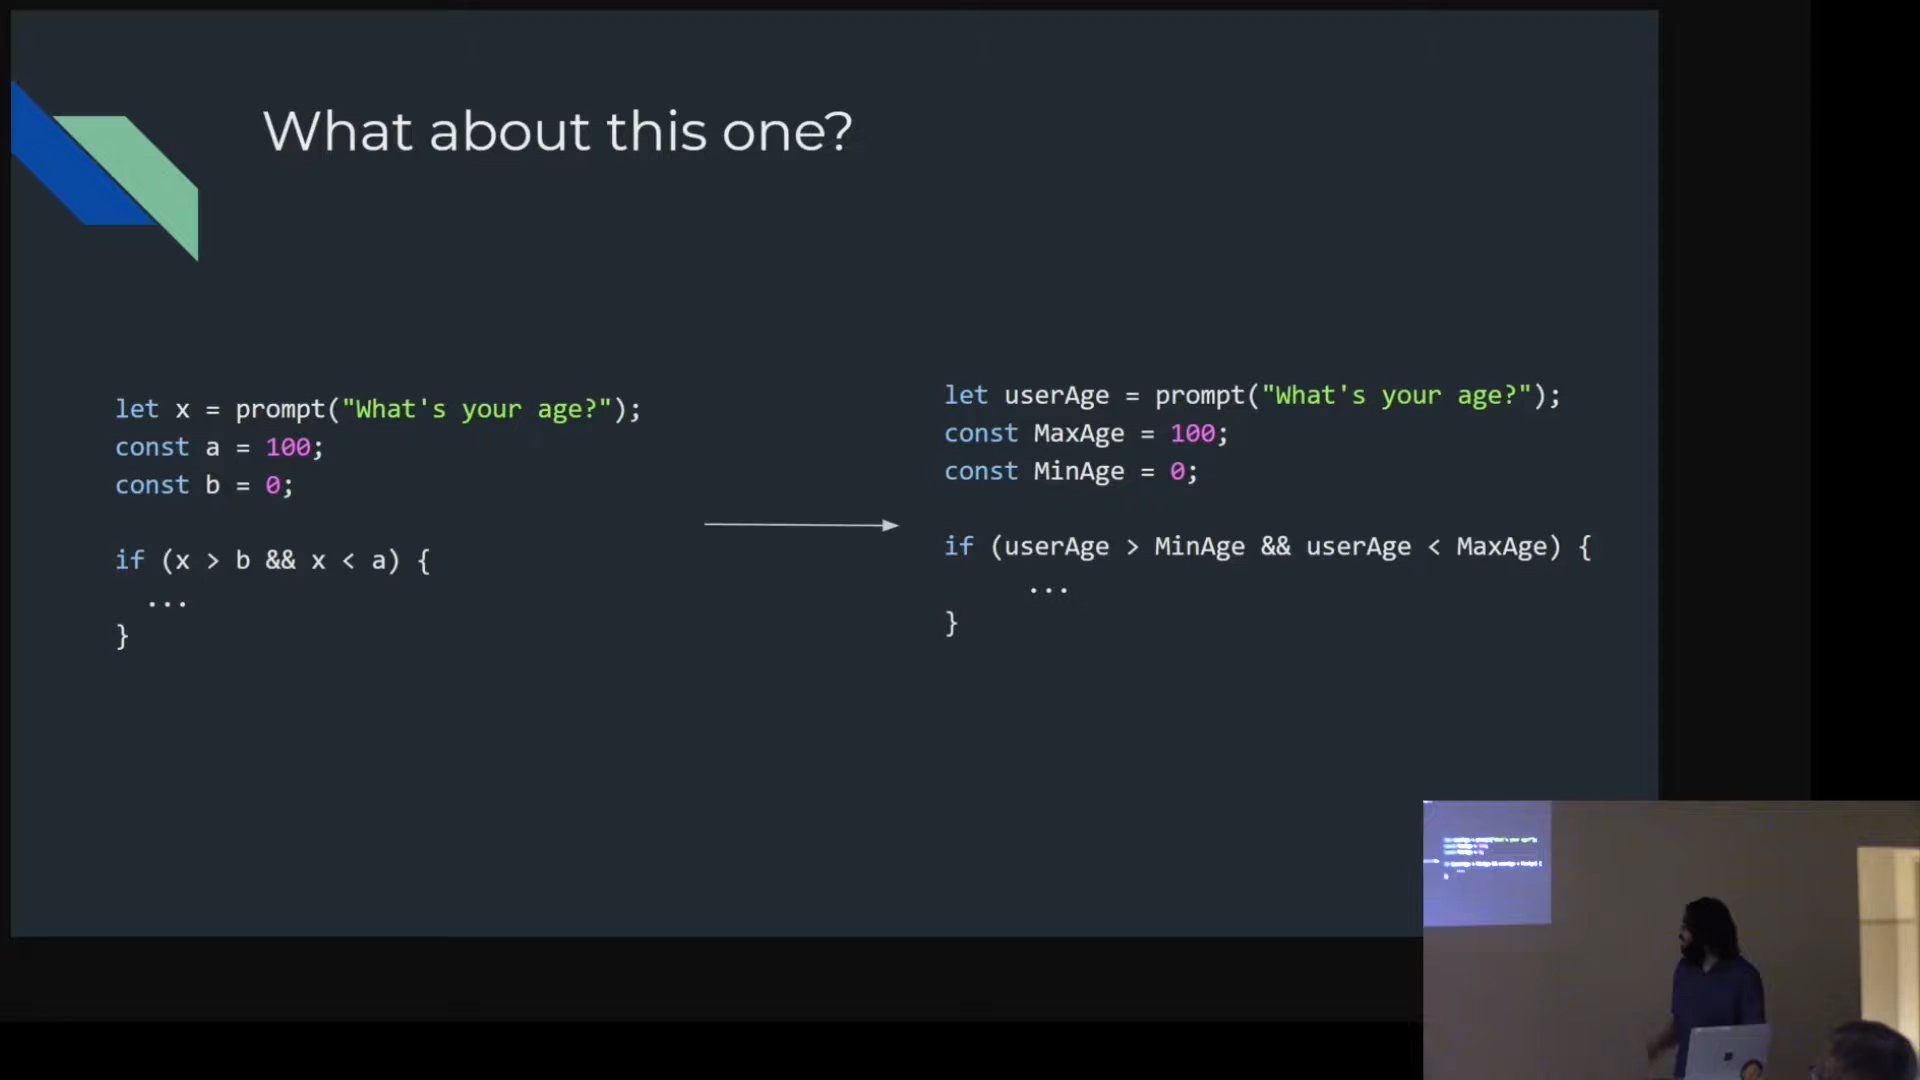 What about this one?
let x = prompt("What's your age?");
const a = 100;
const b = 0;
if (x > b && x < a) {
...
}
let userAge = prompt("What's your age?");
const MaxAge = 100;
const MinAge = 0;
if (userAge > MinAge && userAge < MaxAge) {
...
}